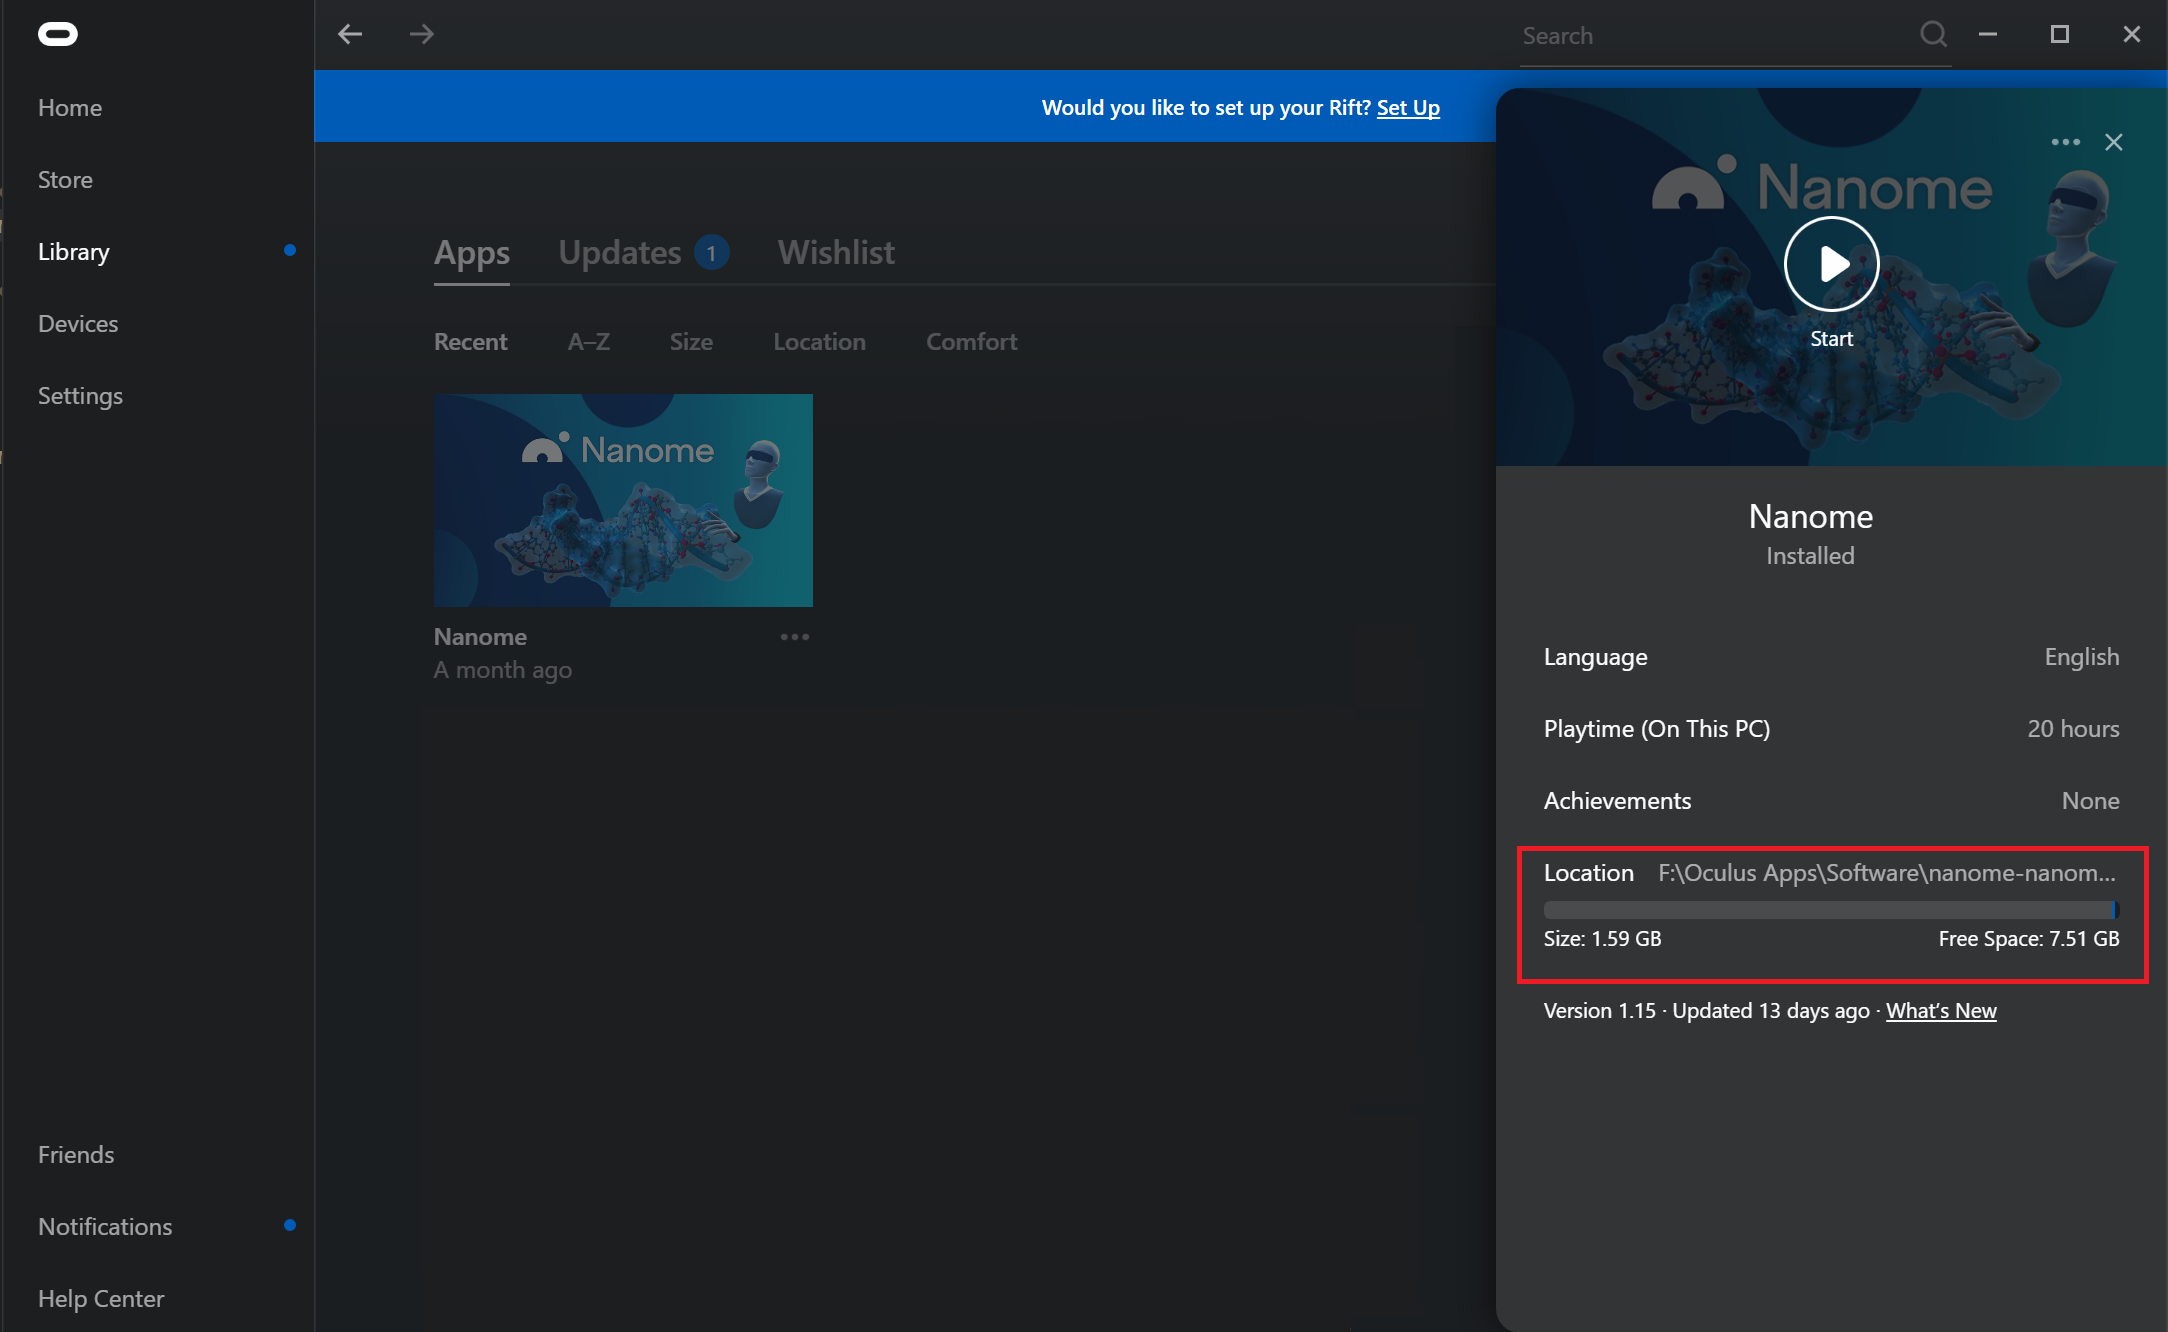 Search
Home
Store
Library
Devices
Settings
Friends
Notifications
Help Center
Would you like to set up your Rift? Set Up
Apps Updates 1 Wishlist
Recent A–Z Size Location Comfort
Nanome
Nanome
A month ago
Nanome
Start
Nanome
Installed
Language English
Playtime (On This PC) 20 hours
Achievements None
Location F:\Oculus Apps\Software\nanome-nanom...
Size: 1.59 GB Free Space: 7.51 GB
Version 1.15 · Updated 13 days ago · What's New